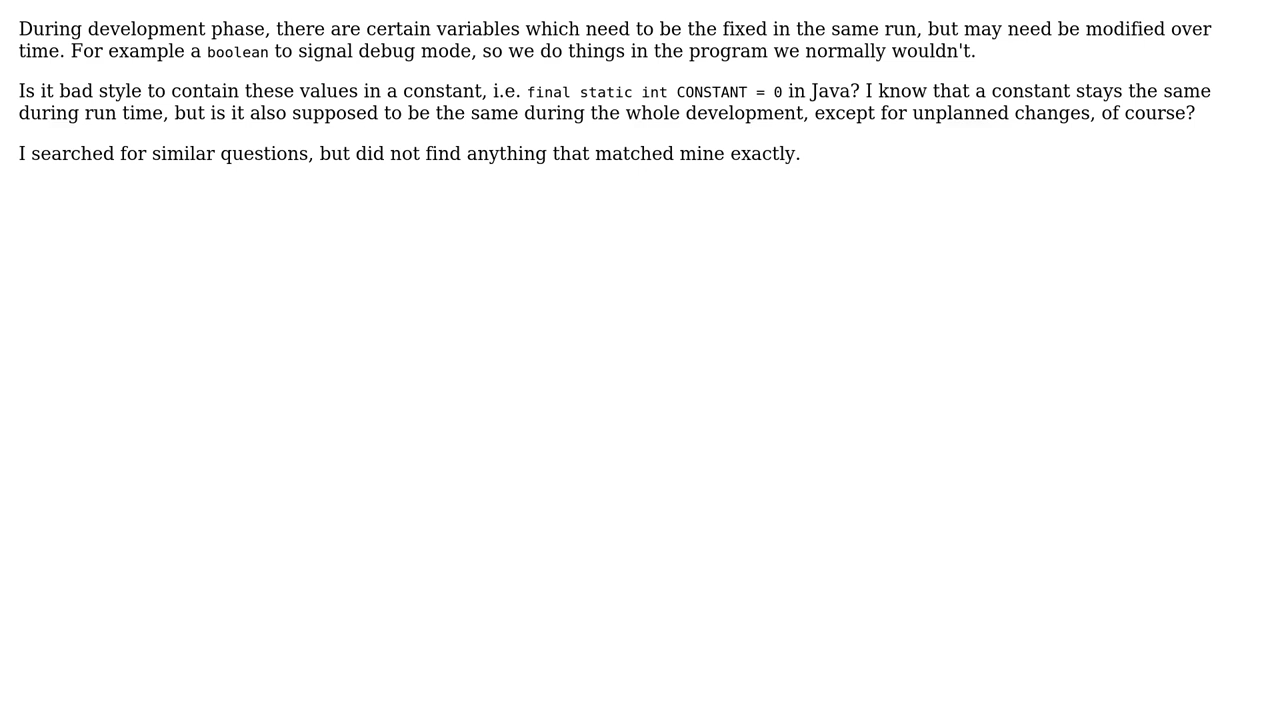 During development phase, there are certain variables which need to be the fixed in the same run, but may need be modified over
time. For example a boolean to signal debug mode, so we do things in the program we normally wouldn't.
Is it bad style to contain these values in a constant, i.e. final static int CONSTANT = 0 in Java? I know that a constant stays the same
during run time, but is it also supposed to be the same during the whole development, except for unplanned changes, of course?
I searched for similar questions, but did not find anything that matched mine exactly.